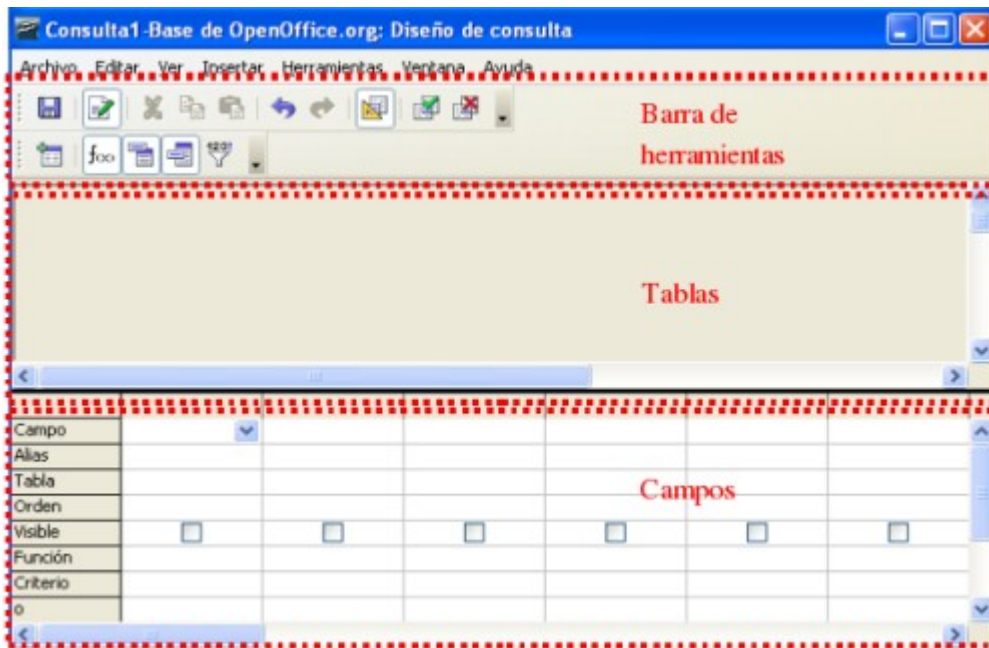 Consulta1-Base de OpenOffice.org: Diseño de consulta
Archivo Editar Ver Insertar Herramientas Ventana Ayuda
Barra de
herramientas
Tablas
Campo
Alias
Tabla
Orden
Campos
Visible
Función
Criterio
o